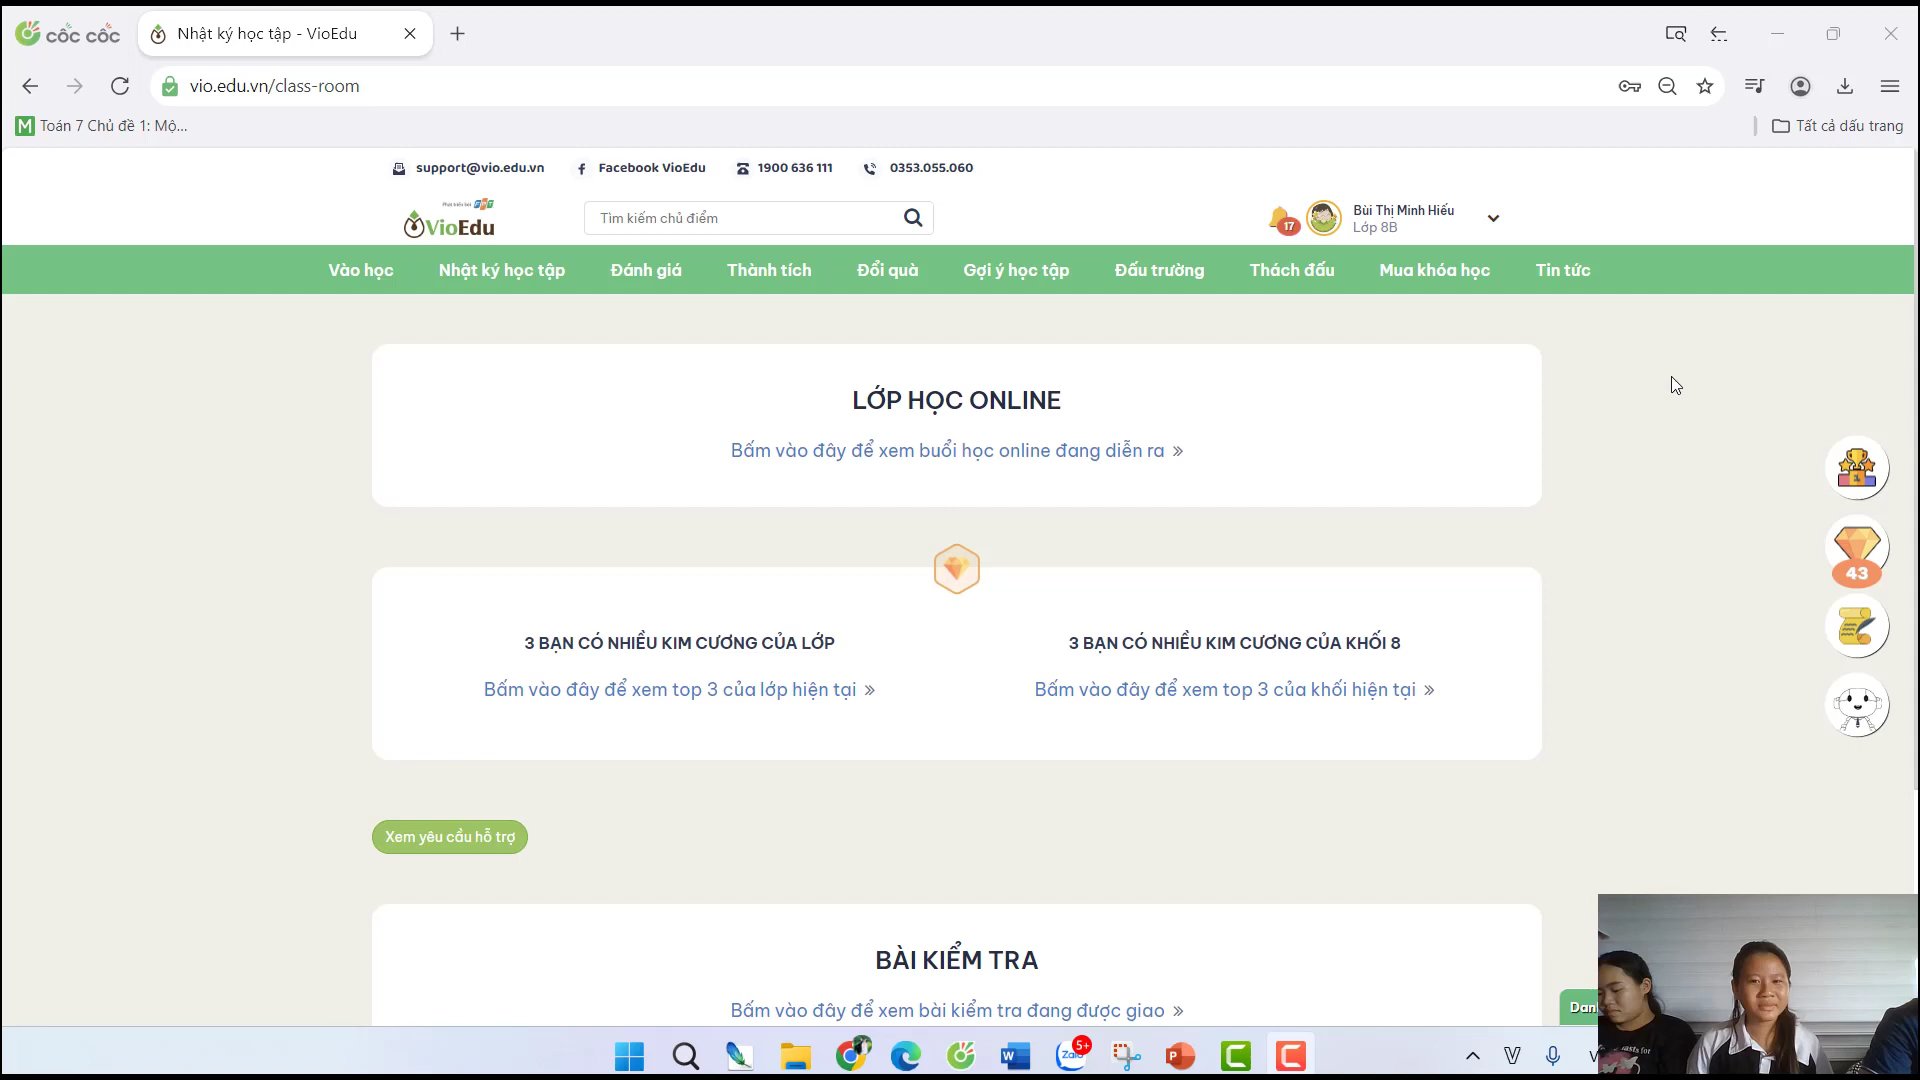 cốc cốc
Nhật ký học tập - VioEdu
vio.edu.vn/class-room
M Toán 7 Chủ đề 1: Mộ...
Tất cả dấu trang
support@vio.edu.vn
Facebook VioEdu
1900 636 111
0353.055.060
Phát triển bởi FPT
VioEdu
Tìm kiếm chủ điểm
17
Bùi Thị Minh Hiếu
Lớp 8B
Vào học
Nhật ký học tập
Đánh giá
Thành tích
Đổi quà
Gợi ý học tập
Đấu trường
Thách đấu
Mua khóa học
Tin tức
LỚP HỌC ONLINE
Bấm vào đây để xem buổi học online đang diễn ra »
1
43
3 BẠN CÓ NHIỀU KIM CƯƠNG CỦA LỚP
3 BẠN CÓ NHIỀU KIM CƯƠNG CỦA KHỐI 8
Bấm vào đây để xem top 3 của lớp hiện tại »
Bấm vào đây để xem top 3 của khối hiện tại »
Xem yêu cầu hỗ trợ
BÀI KIỂM TRA
Bấm vào đây để xem bài kiểm tra đang được giao »
Dan
W
Zalo
5+
P
C
C
V